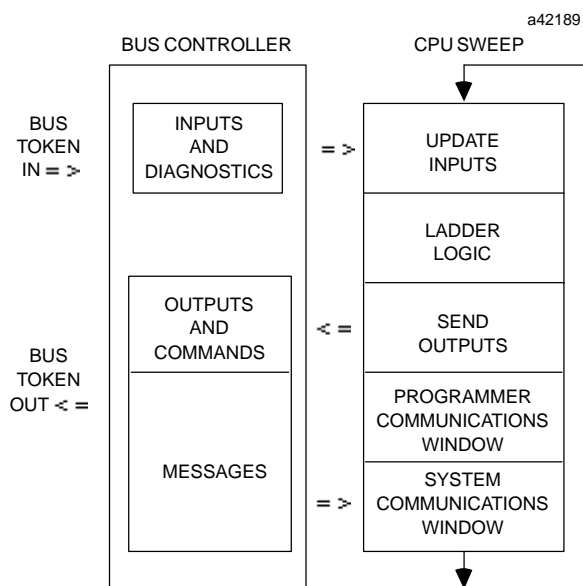 a42189
BUS CONTROLLER
CPU SWEEP
BUS
TOKEN
IN = >
INPUTS
AND
DIAGNOSTICS
= >
UPDATE
INPUTS
LADDER
LOGIC
BUS
TOKEN
OUT < =
OUTPUTS
AND
COMMANDS
< =
SEND
OUTPUTS
PROGRAMMER
COMMUNICATIONS
WINDOW
MESSAGES
= >
SYSTEM
COMMUNICATIONS
WINDOW